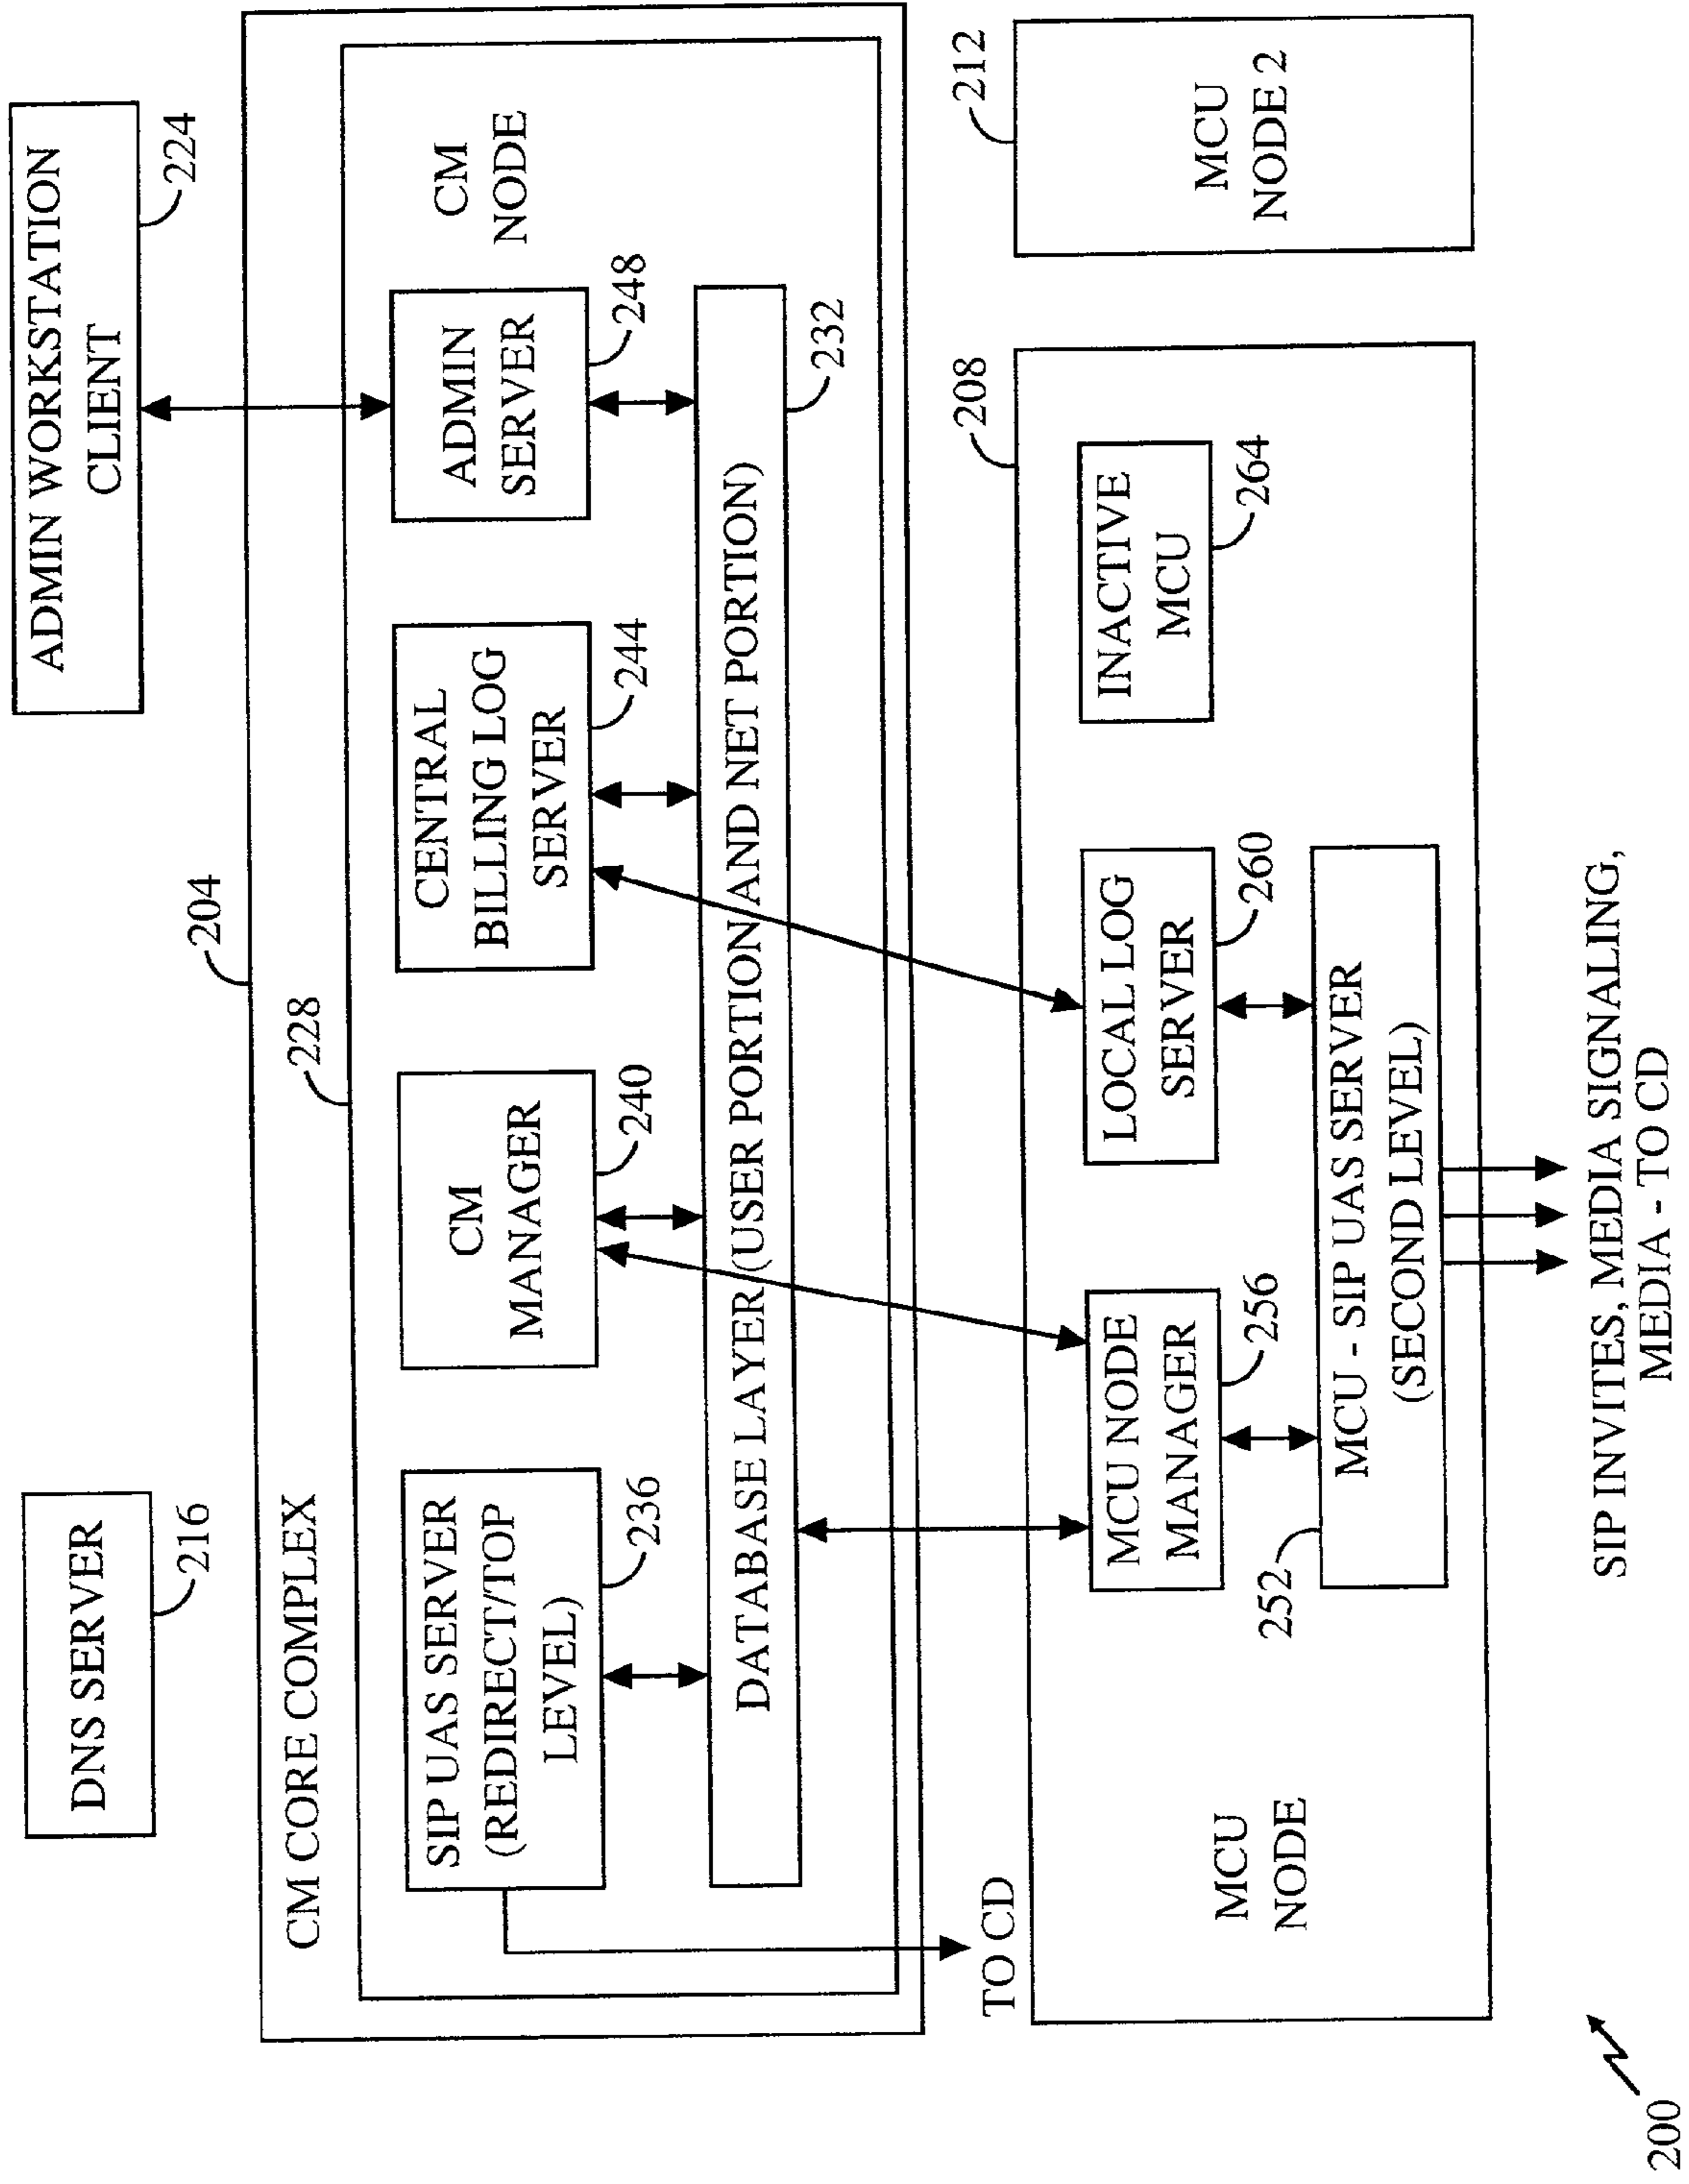 DNS SERVER
216
ADMIN WORKSTATION
CLIENT
224
204
CM CORE COMPLEX
228
SIP UAS SERVER
(REDIRECT/TOP
LEVEL)
236
CM
MANAGER
240
CENTRAL
BILLING LOG
SERVER
244
ADMIN
SERVER
248
CM
NODE
DATABASE LAYER (USER PORTION AND NET PORTION)
232
TO CD
208
212
MCU
NODE
MCU NODE
MANAGER
256
LOCAL LOG
SERVER
260
INACTIVE
MCU
264
MCU
NODE 2
252
MCU - SIP UAS SERVER
(SECOND LEVEL)
SIP INVITES, MEDIA SIGNALING,
MEDIA - TO CD
200